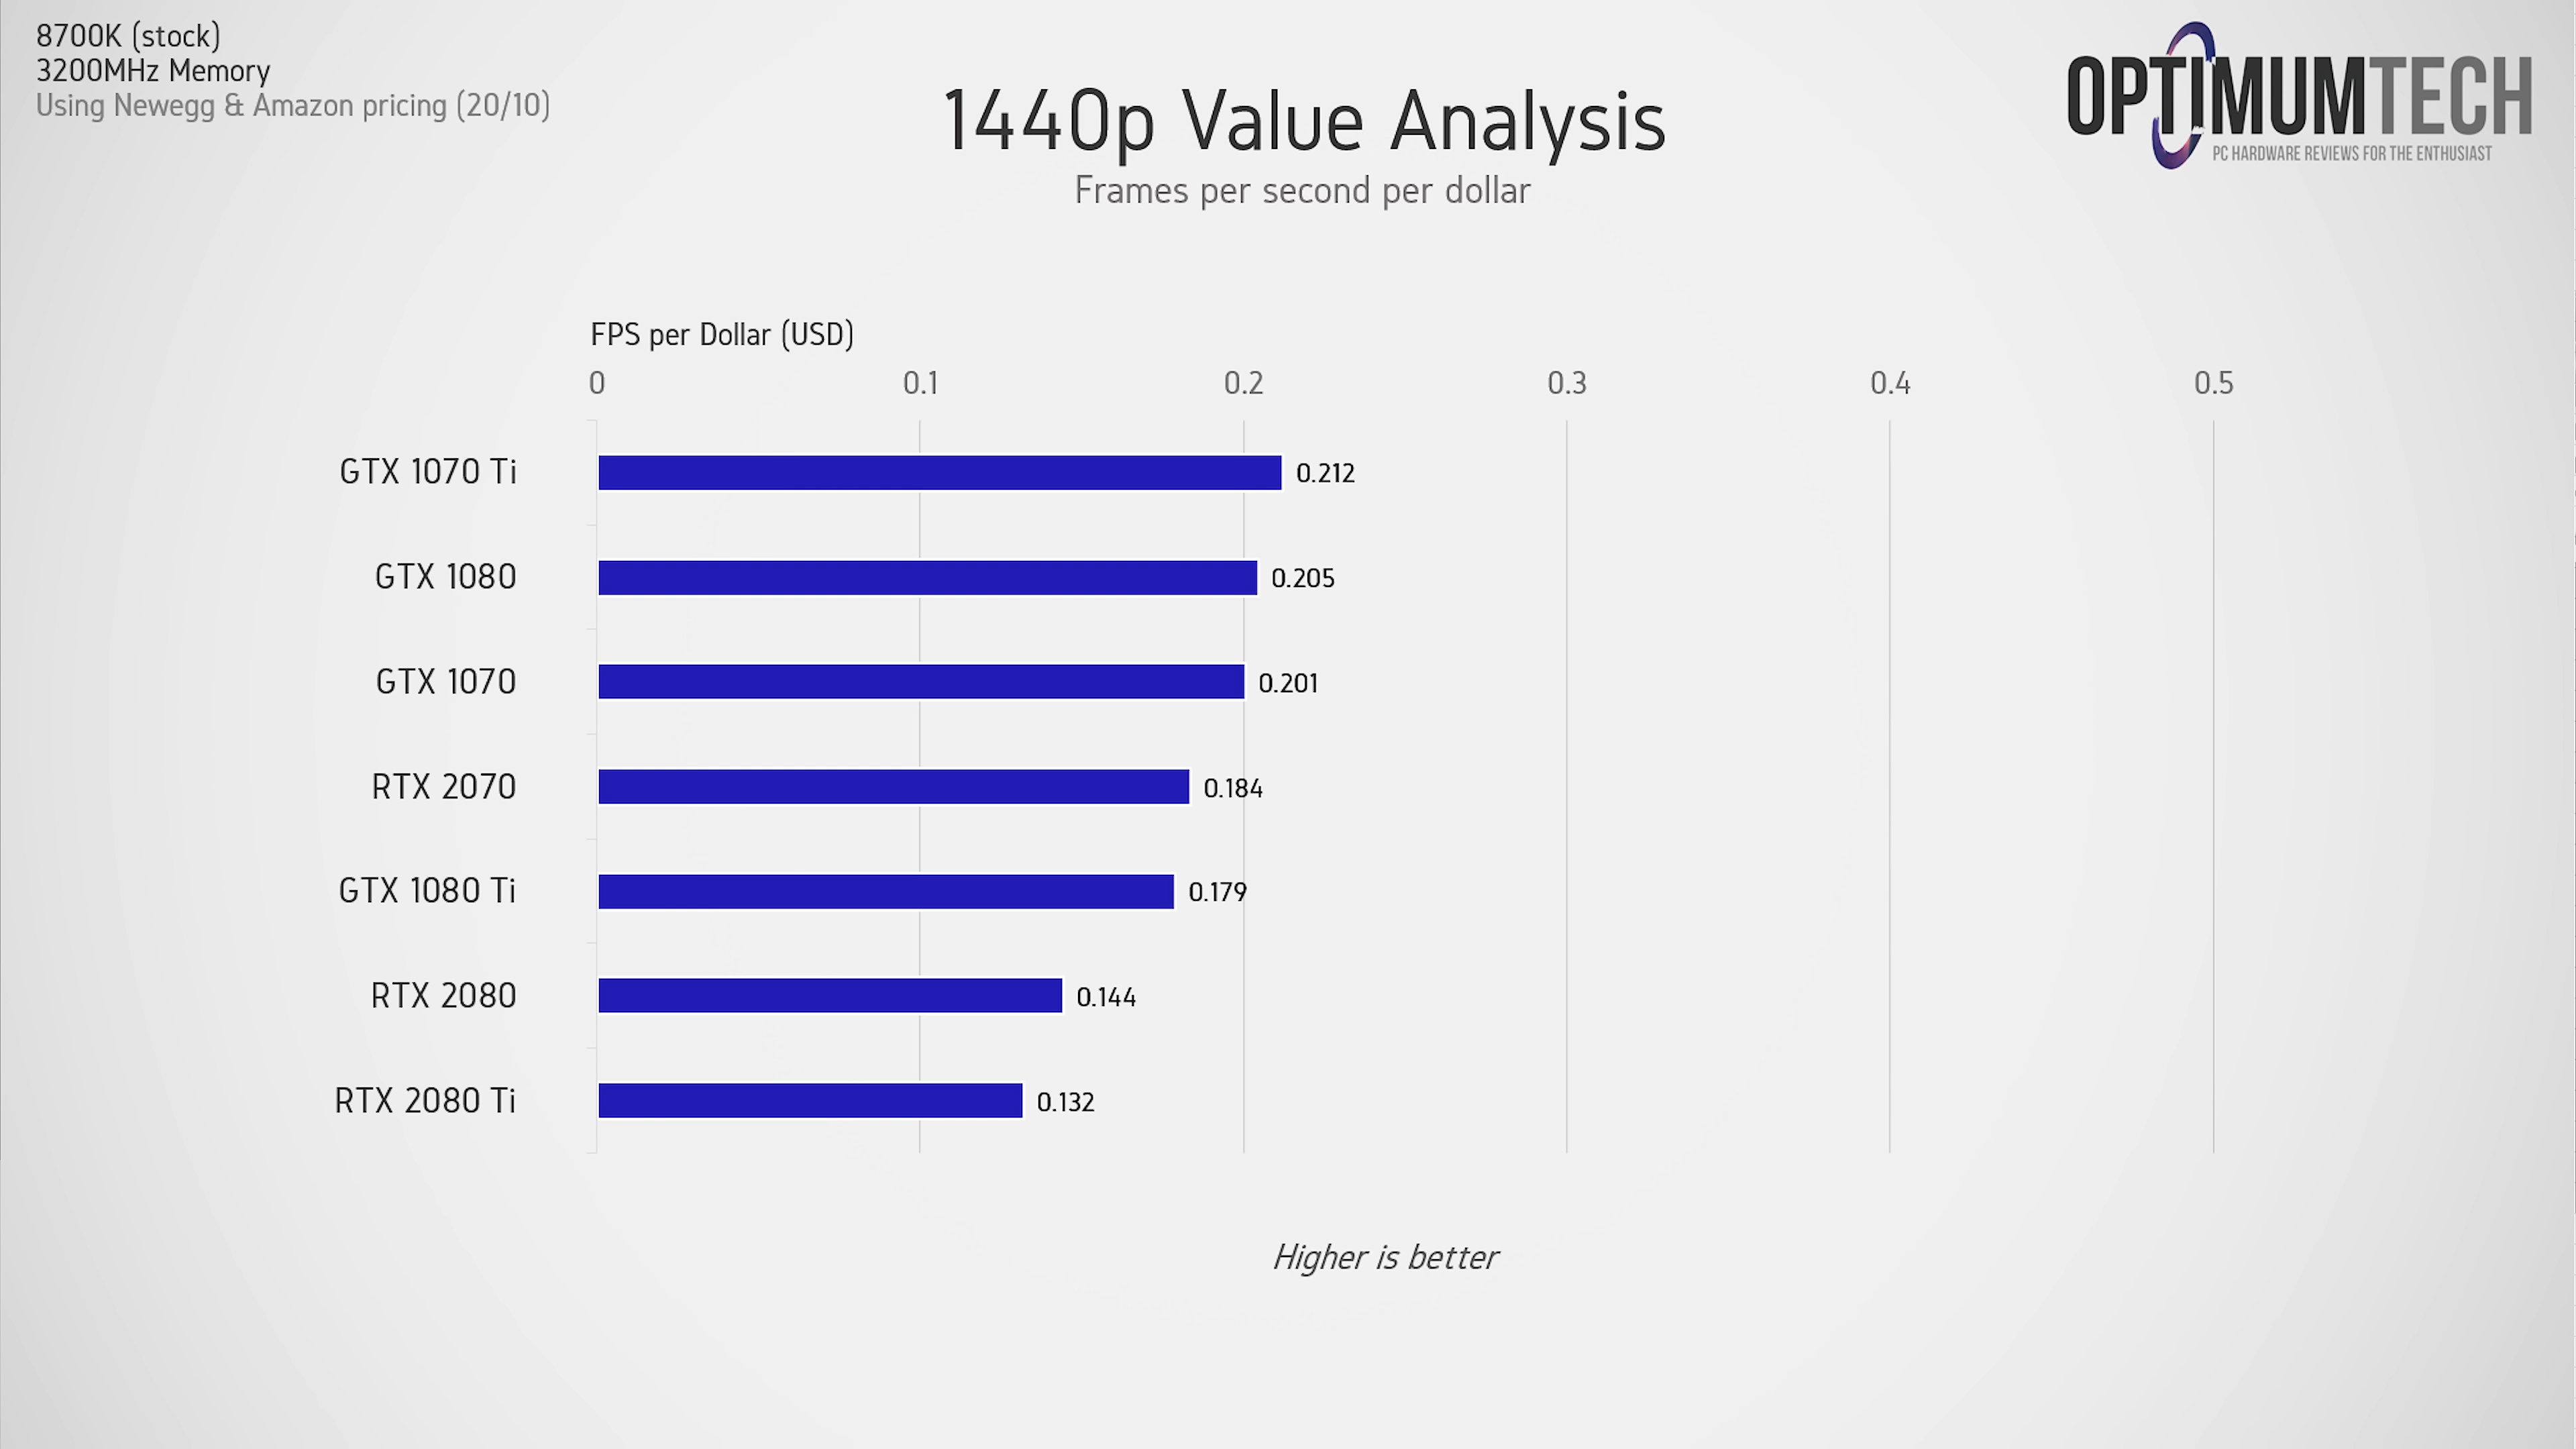 8700K (stock)
3200MHz Memory
Using Newegg & Amazon pricing (20/10)
OPTIMUMTECH
PC HARDWARE REVIEWS FOR THE ENTHUSIAST
1440p Value Analysis
Frames per second per dollar
FPS per Dollar (USD)
0 0.1 0.2 0.3 0.4 0.5
GTX 1070 Ti 0.212
GTX 1080 0.205
GTX 1070 0.201
RTX 2070 0.184
GTX 1080 Ti 0.179
RTX 2080 0.144
RTX 2080 Ti 0.132
Higher is better